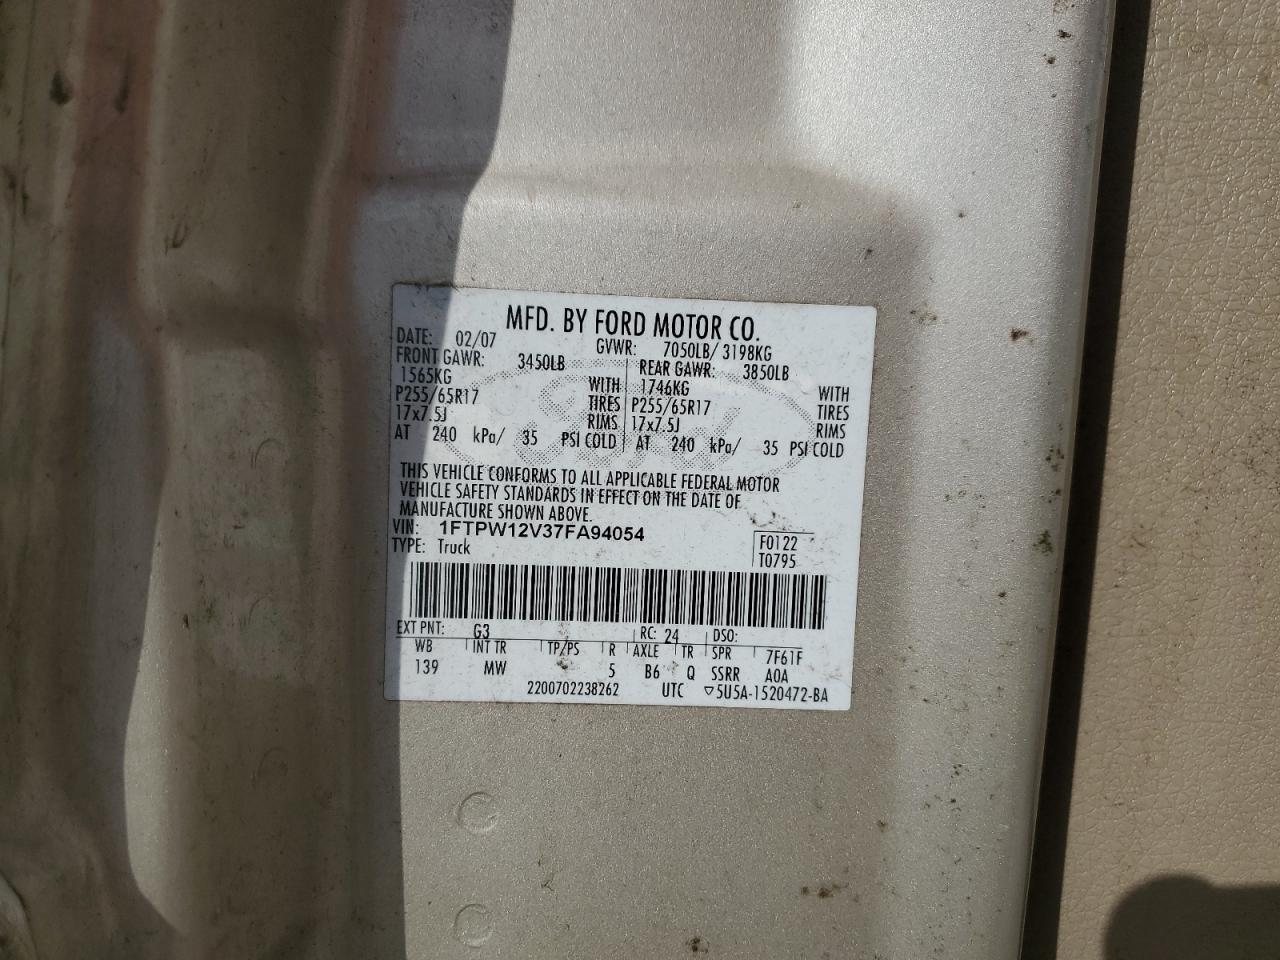 MFD. BY FORD MOTOR CO.
DATE: 02/07 GVWR: 7050LB/ 3198KG
FRONT GAWR: 3450LB REAR GAWR: 3850LB
1565KG WITH 1746KG WITH
P255/65R17 TIRES P255/65R17 TIRES
17x7.5J RIMS 17x7.5J RIMS
AT 240 kPa/ 35 PSI COLD AT 240 kPa/ 35 PSI COLD
THIS VEHICLE CONFORMS TO ALL APPLICABLE FEDERAL MOTOR
VEHICLE SAFETY STANDARDS IN EFFECT ON THE DATE OF
MANUFACTURE SHOWN ABOVE.
VIN: 1FTPW12V37FA94054 F0122
TYPE: Truck T0795
EXT PNT: G3 RC: 24 DSO:
WB INT TR TP/PS R AXLE TR SPR 7F61F
139 MW 5 B6 Q SSRR A0A
2200702238262 UTC ▽5U5A-1520472-BA